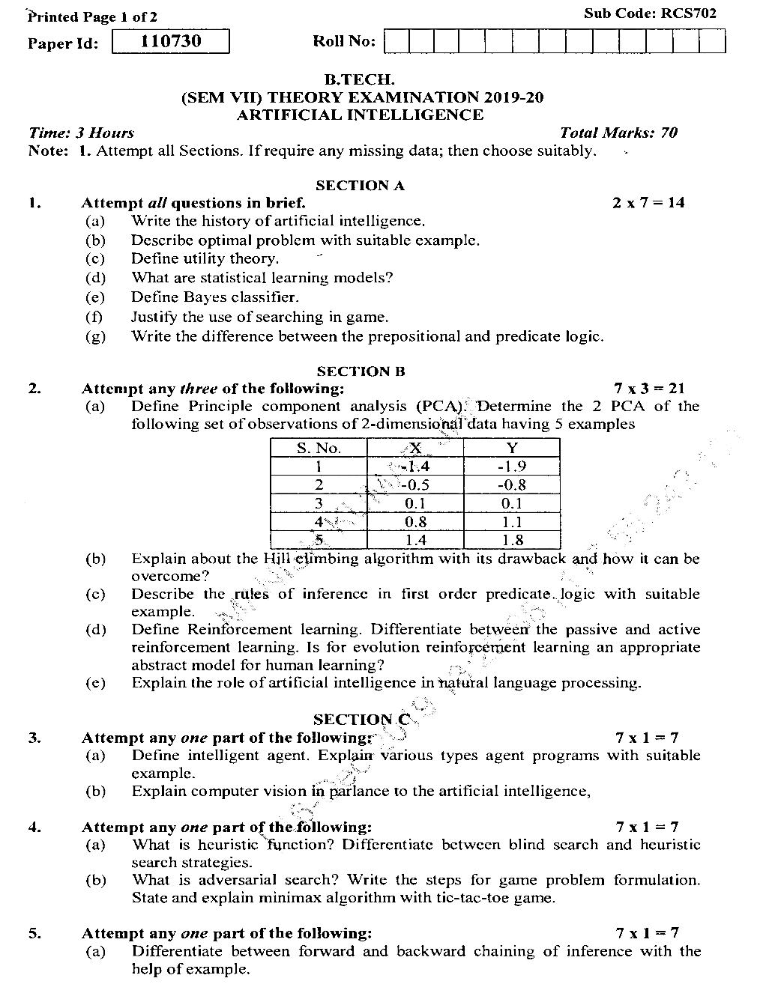 Printed Page 1 of 2
Sub Code: RCS702
Paper Id: 110730
Roll No:
B.TECH.
(SEM VII) THEORY EXAMINATION 2019-20
ARTIFICIAL INTELLIGENCE
Time: 3 Hours
Total Marks: 70
Note: 1. Attempt all Sections. If require any missing data; then choose suitably.
SECTION A
1. Attempt all questions in brief. 2 x 7 = 14
(a) Write the history of artificial intelligence.
(b) Describe optimal problem with suitable example.
(c) Define utility theory.
(d) What are statistical learning models?
(e) Define Bayes classifier.
(f) Justify the use of searching in game.
(g) Write the difference between the prepositional and predicate logic.
SECTION B
2. Attempt any three of the following: 7 x 3 = 21
(a) Define Principle component analysis (PCA). Determine the 2 PCA of the
following set of observations of 2-dimensional data having 5 examples
S. No. X Y
1 -1.4 -1.9
2 -0.5 -0.8
3 0.1 0.1
4 0.8 1.1
5 1.4 1.8
(b) Explain about the Hill climbing algorithm with its drawback and how it can be
overcome?
(c) Describe the rules of inference in first order predicate logic with suitable
example.
(d) Define Reinforcement learning. Differentiate between the passive and active
reinforcement learning. Is for evolution reinforcement learning an appropriate
abstract model for human learning?
(e) Explain the role of artificial intelligence in natural language processing.
SECTION C
3. Attempt any one part of the following: 7 x 1 = 7
(a) Define intelligent agent. Explain various types agent programs with suitable
example.
(b) Explain computer vision in parlance to the artificial intelligence,
4. Attempt any one part of the following: 7 x 1 = 7
(a) What is heuristic function? Differentiate between blind search and heuristic
search strategies.
(b) What is adversarial search? Write the steps for game problem formulation.
State and explain minimax algorithm with tic-tac-toe game.
5. Attempt any one part of the following: 7 x 1 = 7
(a) Differentiate between forward and backward chaining of inference with the
help of example.